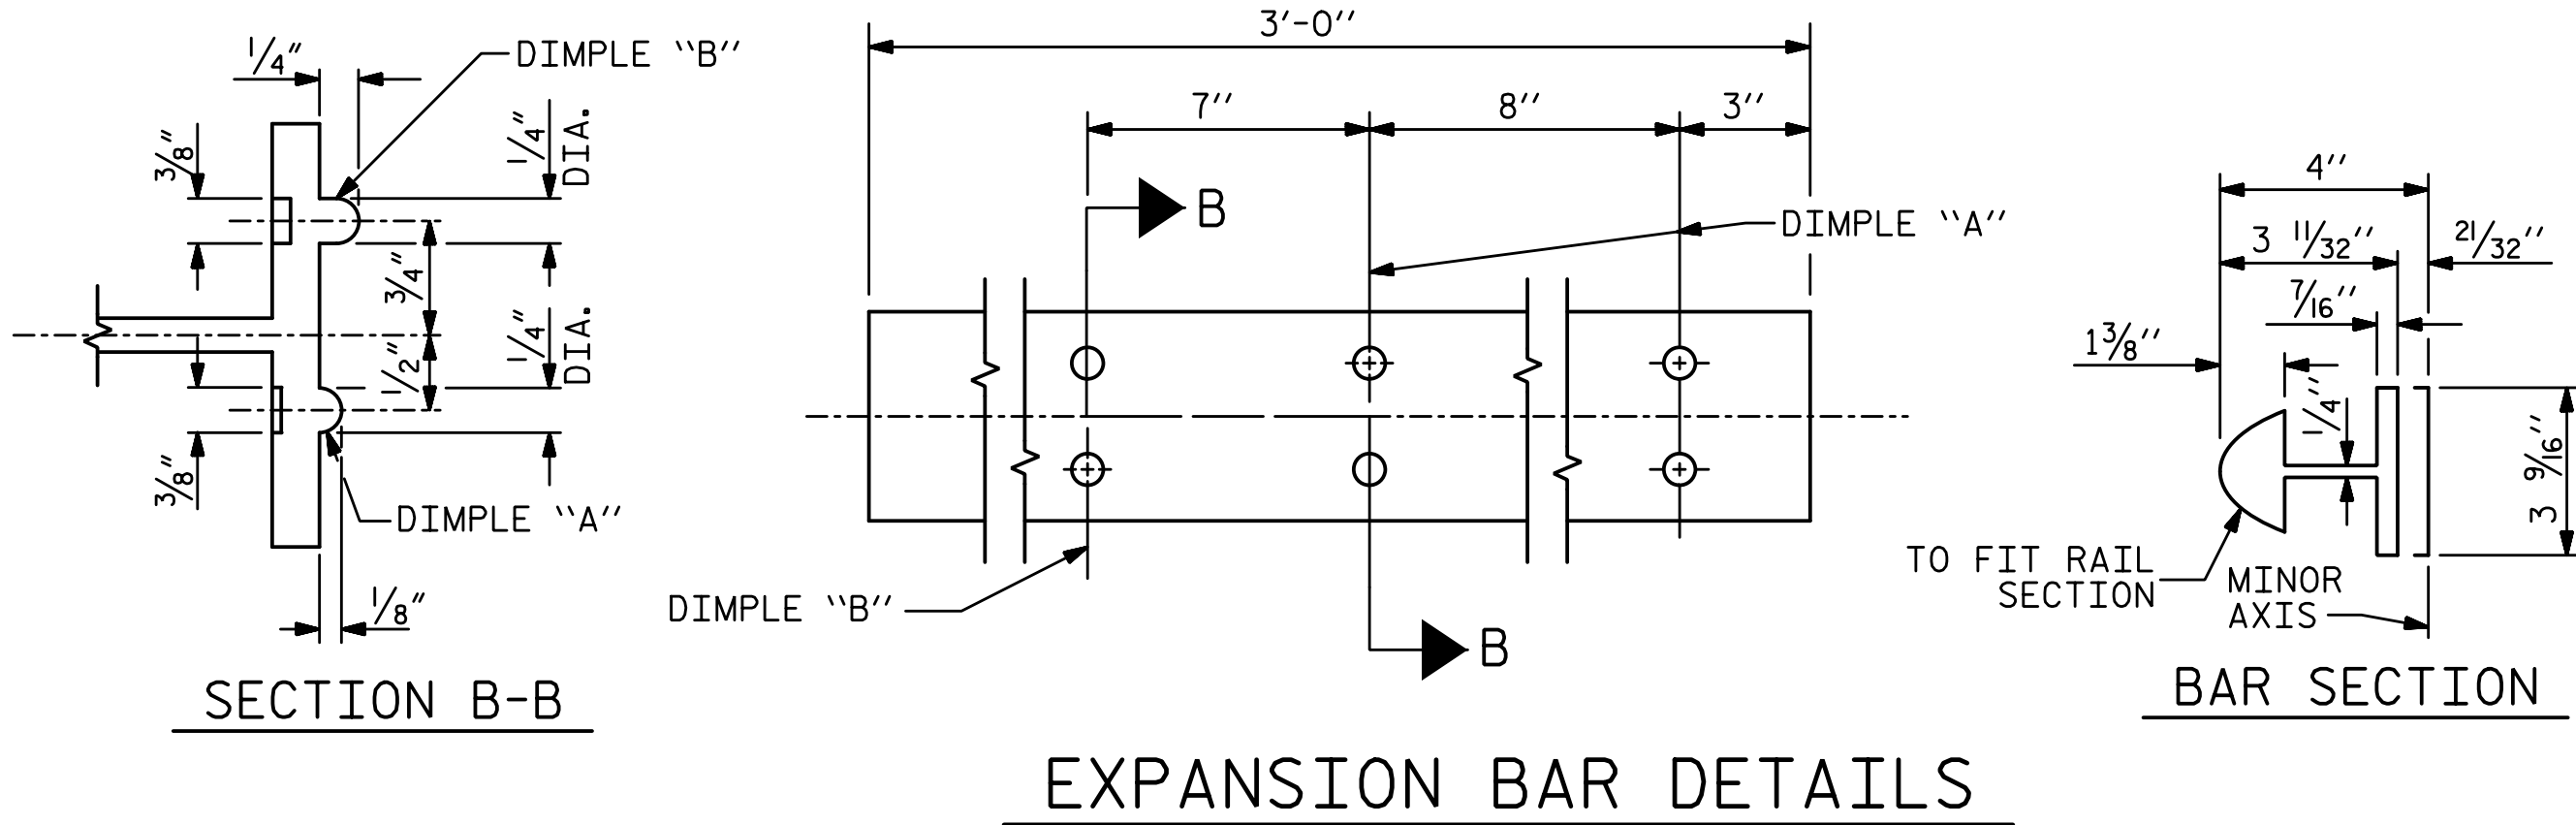 1/4"
DIMPLE "B"
3/8"
1/4"
DIA.
3/4"
1/4"
DIA.
1/2"
3/8"
DIMPLE "A"
1/8"
SECTION B-B
3'-0"
7"
8"
3"
B
DIMPLE "A"
DIMPLE "B"
B
4"
3 11/32"
21/32"
7/16"
1 3/8"
1/4"
3 9/16"
TO FIT RAIL
SECTION
MINOR
AXIS
BAR SECTION
EXPANSION BAR DETAILS